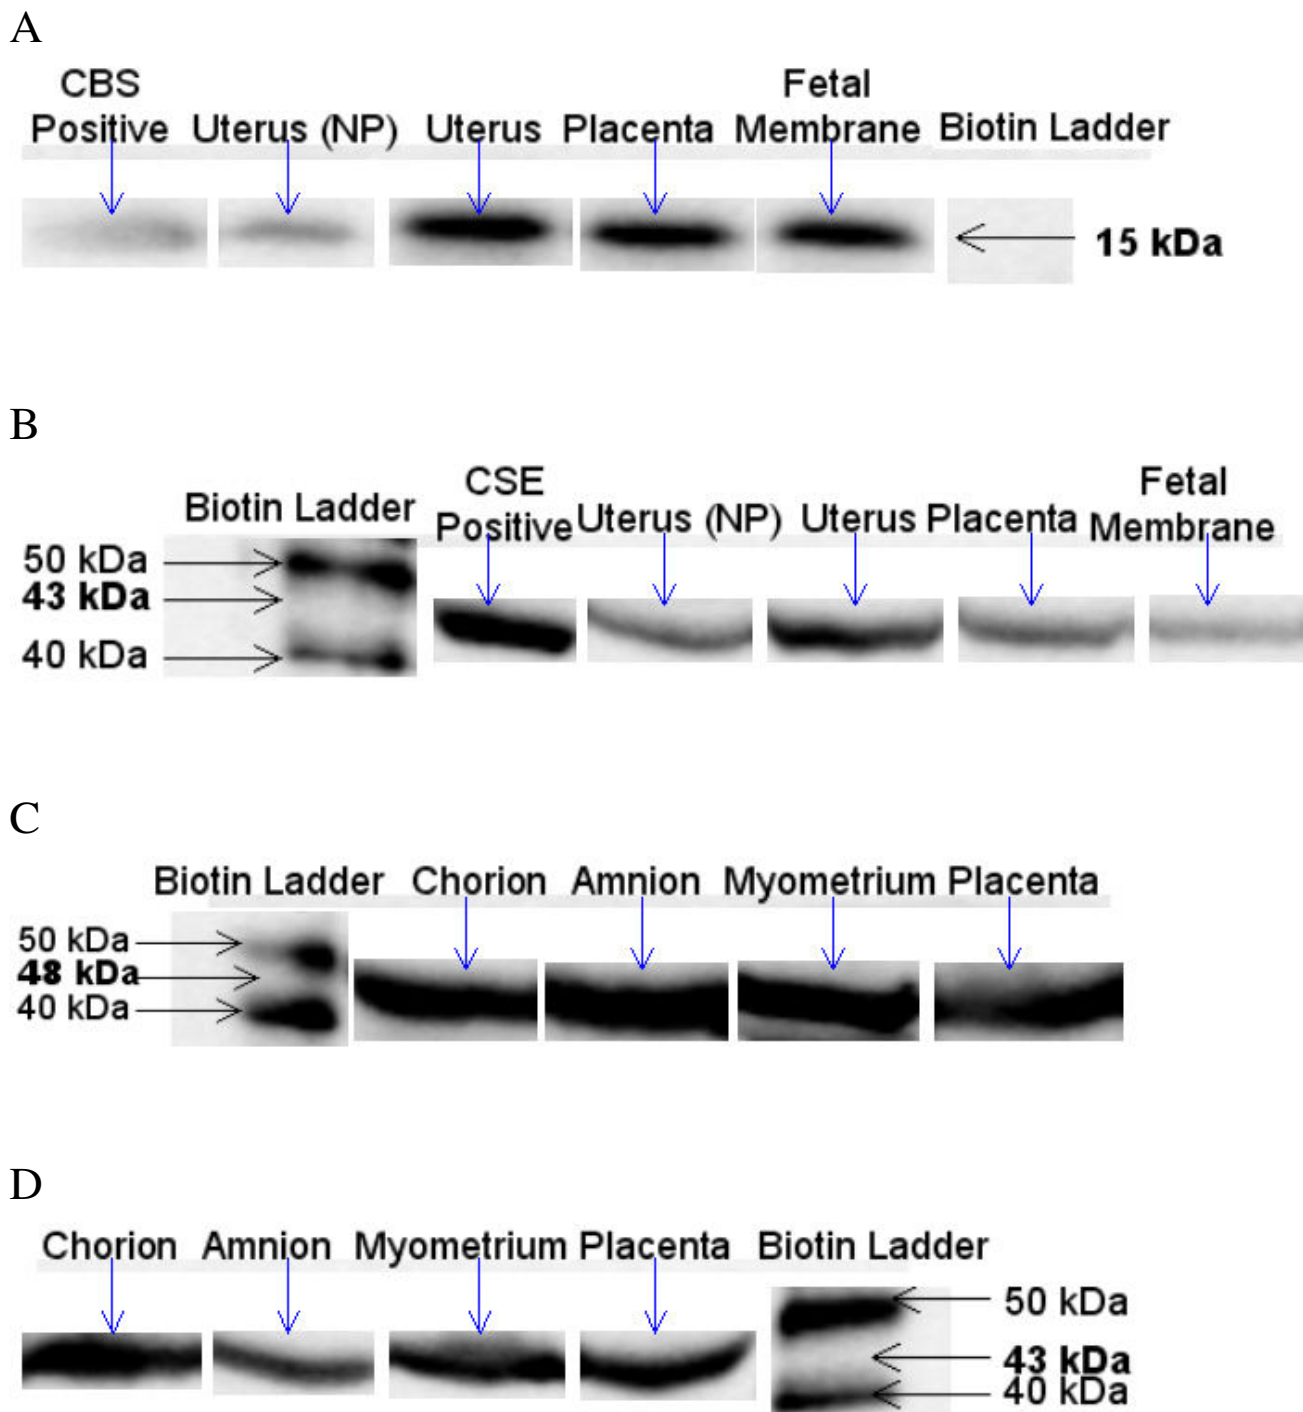 A
CBS
Positive
Uterus (NP)
Uterus
Placenta
Fetal
Membrane
Biotin Ladder
15 kDa
B
Biotin Ladder
CSE
Positive
Uterus (NP)
Uterus
Placenta
Fetal
Membrane
50 kDa
43 kDa
40 kDa
C
Biotin Ladder
Chorion
Amnion
Myometrium
Placenta
50 kDa
48 kDa
40 kDa
D
Chorion
Amnion
Myometrium
Placenta
Biotin Ladder
50 kDa
43 kDa
40 kDa